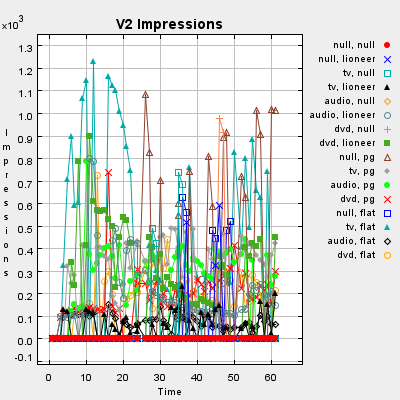 V2 Impressions
×10³
1.3
1.2
1.1
1.0
0.9
0.8
0.7
0.6
0.5
0.4
0.3
0.2
0.1
0.0
-0.1
Impressions
0 10 20 30 40 50 60
Time
null, null
null, lioneer
tv, null
tv, lioneer
audio, null
audio, lioneer
dvd, null
dvd, lioneer
null, pg
tv, pg
audio, pg
dvd, pg
null, flat
tv, flat
audio, flat
dvd, flat